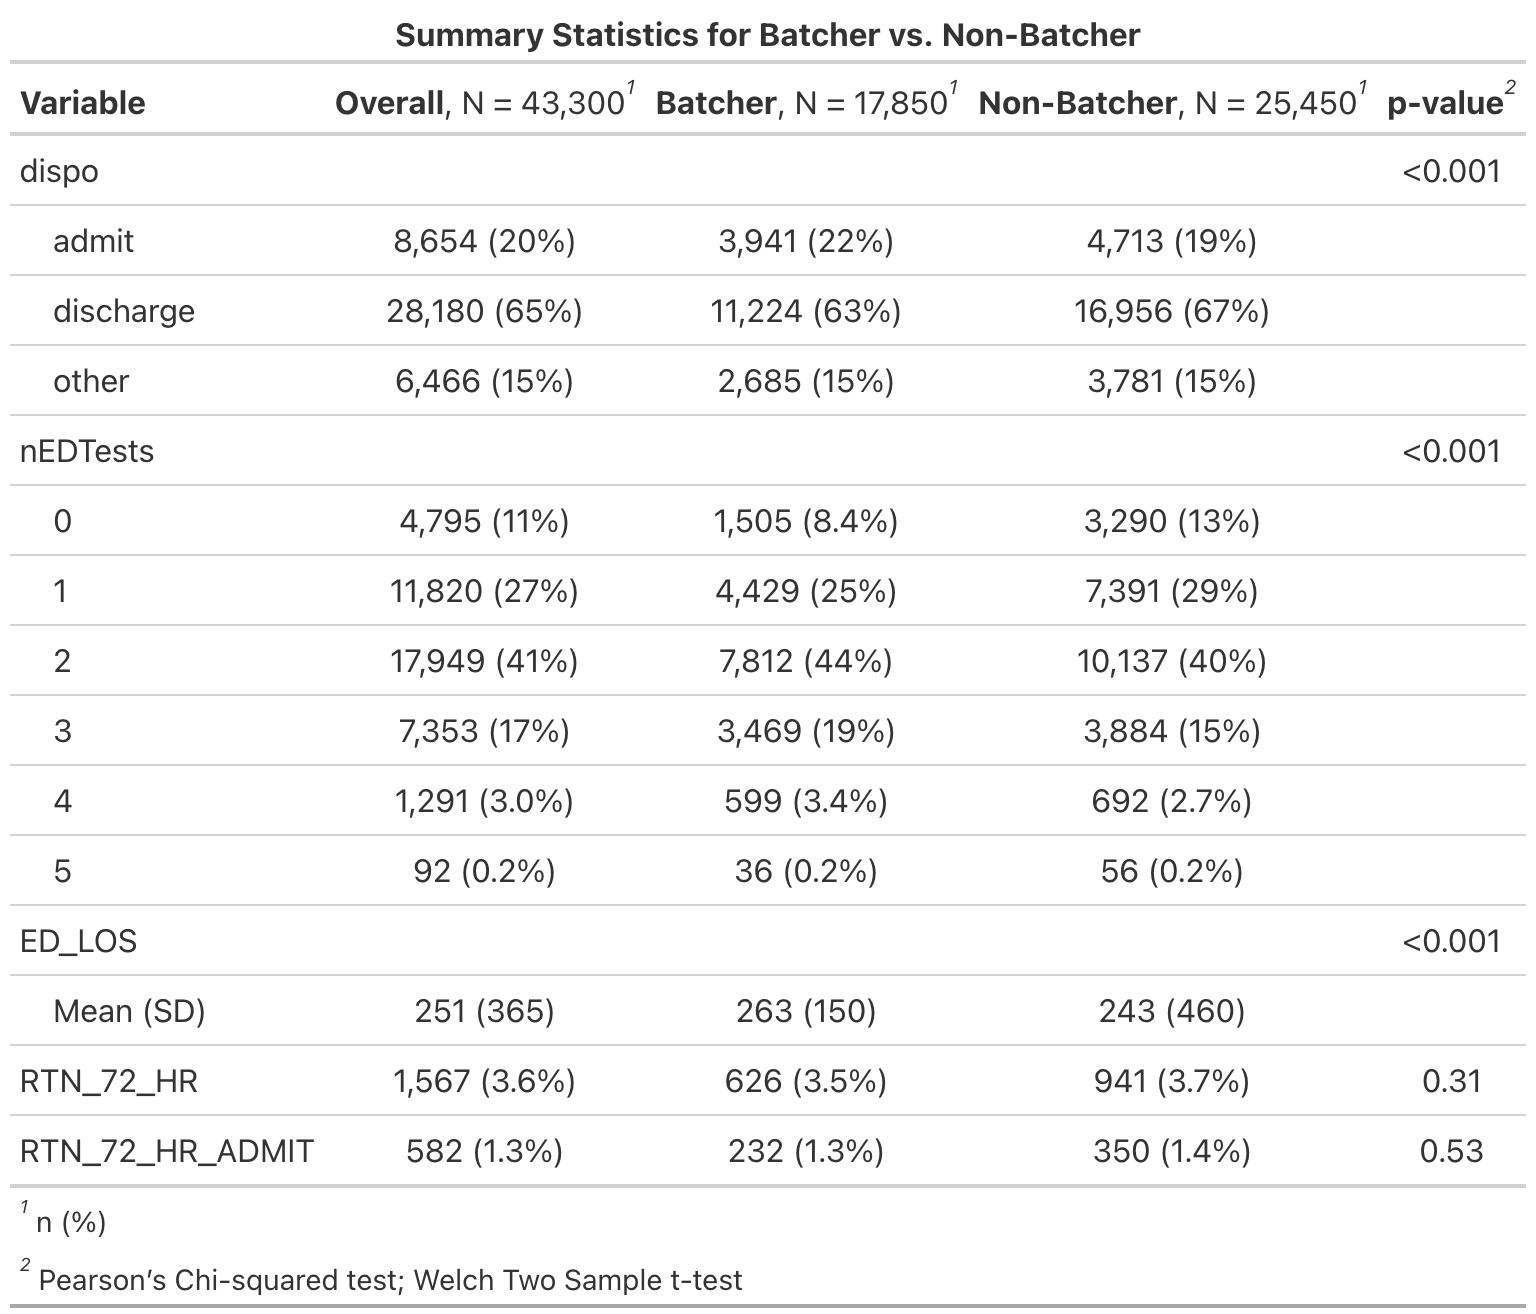 Summary Statistics for Batcher vs. Non-Batcher
Variable Overall, N = 43,300¹ Batcher, N = 17,850¹ Non-Batcher, N = 25,450¹ p-value²
dispo <0.001
admit 8,654 (20%) 3,941 (22%) 4,713 (19%)
discharge 28,180 (65%) 11,224 (63%) 16,956 (67%)
other 6,466 (15%) 2,685 (15%) 3,781 (15%)
nEDTests <0.001
0 4,795 (11%) 1,505 (8.4%) 3,290 (13%)
1 11,820 (27%) 4,429 (25%) 7,391 (29%)
2 17,949 (41%) 7,812 (44%) 10,137 (40%)
3 7,353 (17%) 3,469 (19%) 3,884 (15%)
4 1,291 (3.0%) 599 (3.4%) 692 (2.7%)
5 92 (0.2%) 36 (0.2%) 56 (0.2%)
ED_LOS <0.001
Mean (SD) 251 (365) 263 (150) 243 (460)
RTN_72_HR 1,567 (3.6%) 626 (3.5%) 941 (3.7%) 0.31
RTN_72_HR_ADMIT 582 (1.3%) 232 (1.3%) 350 (1.4%) 0.53
¹ n (%)
² Pearson’s Chi-squared test; Welch Two Sample t-test